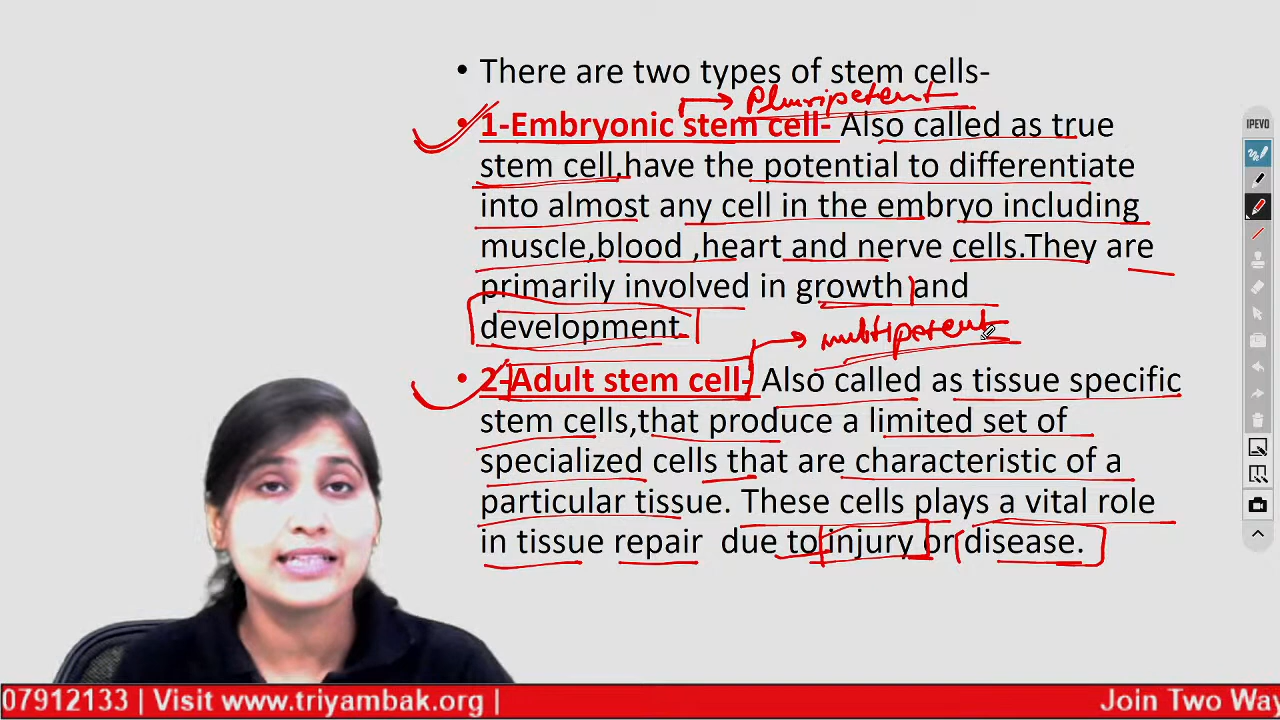 • There are two types of stem cells-
Pluripotent
• 1-Embryonic stem cell- Also called as true
stem cell,have the potential to differentiate
into almost any cell in the embryo including
muscle,blood ,heart and nerve cells.They are
primarily involved in growth and
development.
multipotent
• 2-Adult stem cell- Also called as tissue specific
stem cells,that produce a limited set of
specialized cells that are characteristic of a
particular tissue. These cells plays a vital role
in tissue repair due to injury or disease.
IPEVO
07912133 | Visit www.triyambak.org |
Join Two Way